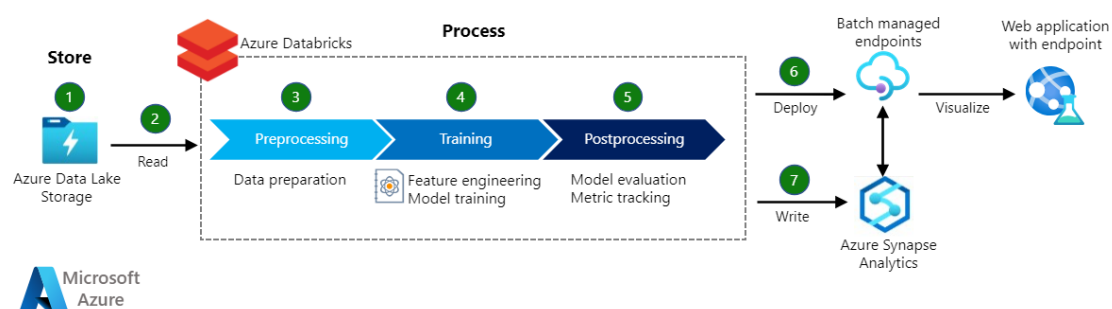 Process
Azure Databricks
Store
1
Azure Data Lake
Storage
2
Read
3
Preprocessing
Data preparation
4
Training
Feature engineering
Model training
5
Postprocessing
Model evaluation
Metric tracking
6
Deploy
Batch managed
endpoints
Visualize
Web application
with endpoint
7
Write
Azure Synapse
Analytics
Microsoft
Azure